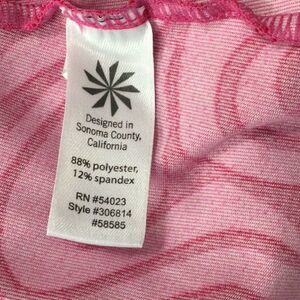 Designed in
Sonoma County,
California
88% polyester,
12% spandex
RN #54023
Style #306814
#58585